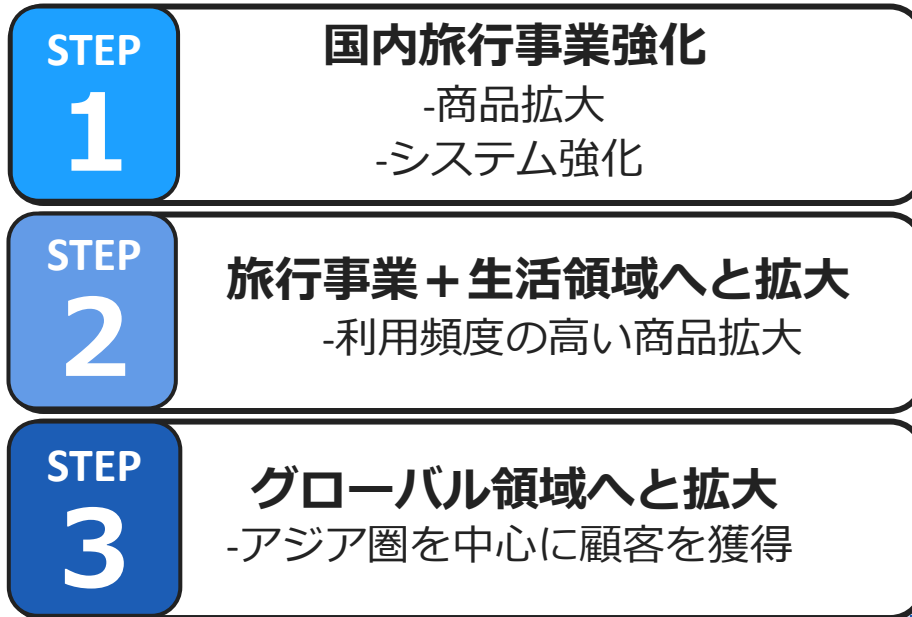 STEP
1
国内旅行事業強化
-商品拡大
-システム強化
STEP
2
旅行事業＋生活領域へと拡大
-利用頻度の高い商品拡大
STEP
3
グローバル領域へと拡大
-アジア圏を中心に顧客を獲得